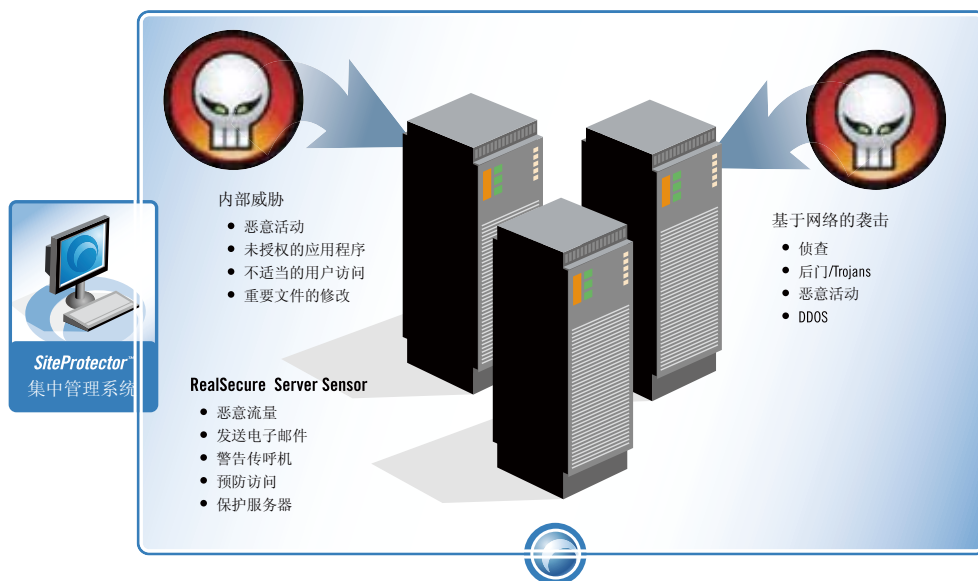 内部威胁
恶意活动
未授权的应用程序
不适当的用户访问
重要文件的修改
基于网络的袭击
侦查
后门/Trojans
恶意活动
DDOS
SiteProtector™
集中管理系统
RealSecure Server Sensor
恶意流量
发送电子邮件
警告传呼机
预防访问
保护服务器